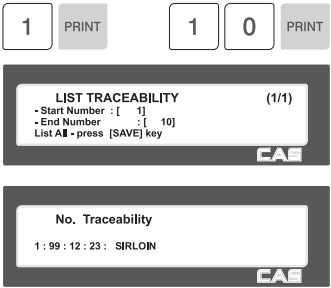 1 PRINT 1 0 PRINT
LIST TRACEABILITY (1/1)
- Start Number : [ 1]
- End Number : [ 10]
List All - press [SAVE] key
CAS
No. Traceability
1 : 99 : 12 : 23 : SIRLOIN
CAS